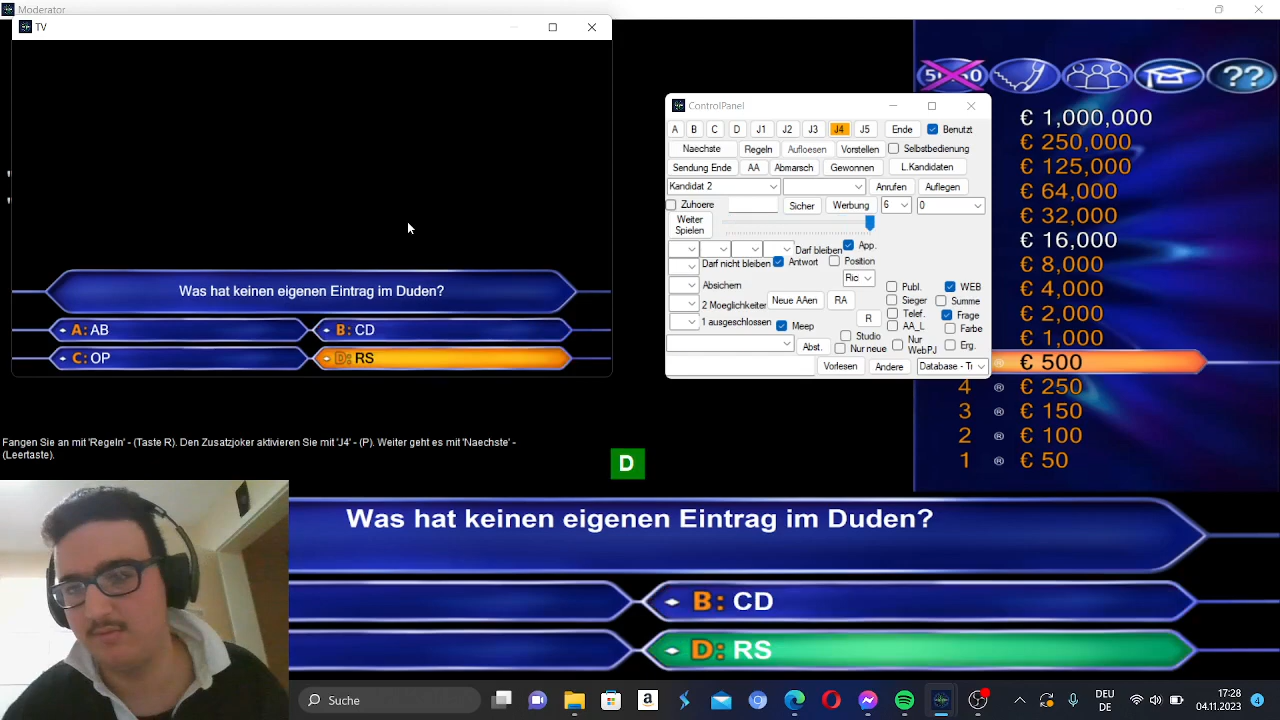 Moderator
TV
Was hat keinen eigenen Eintrag im Duden?
A: AB
B: CD
C: OP
D: RS
Fangen Sie an mit 'Regeln' - (Taste R). Den Zusatzjoker aktivieren Sie mit 'J4' - (P). Weiter geht es mit 'Naechste' -
(Leertaste).
D
ControlPanel
A B C D J1 J2 J3 J4 J5 Ende Benutzt
Naechste Regeln Aufloesen Vorstellen Selbstbedienung
Sendung Ende AA Abmarsch Gewonnen L.Kandidaten
Kandidat 2 Anrufen Auflegen
Zuhoere Sicher Werbung 6 0
Weiter
Spielen
Darf bleiben App.
Darf nicht bleiben Antwort Position
Absichern Ric
Publ. WEB
2 Moeglichkeiten Neue AAen RA Sieger Summe
1 ausgeschlossen Meep R Telef. Frage
AA_L Farbe
Studio Nur
WebPJ Erg.
Abst. Nur neue
Vorlesen Andere Database - Tr
50:50
??
€ 1,000,000
€ 250,000
€ 125,000
€ 64,000
€ 32,000
€ 16,000
€ 8,000
€ 4,000
€ 2,000
€ 1,000
® € 500
4 ® € 250
3 ® € 150
2 ® € 100
1 ® € 50
Was hat keinen eigenen Eintrag im Duden?
B: CD
D: RS
Suche
DEU
DE
17:28
04.11.2023
4